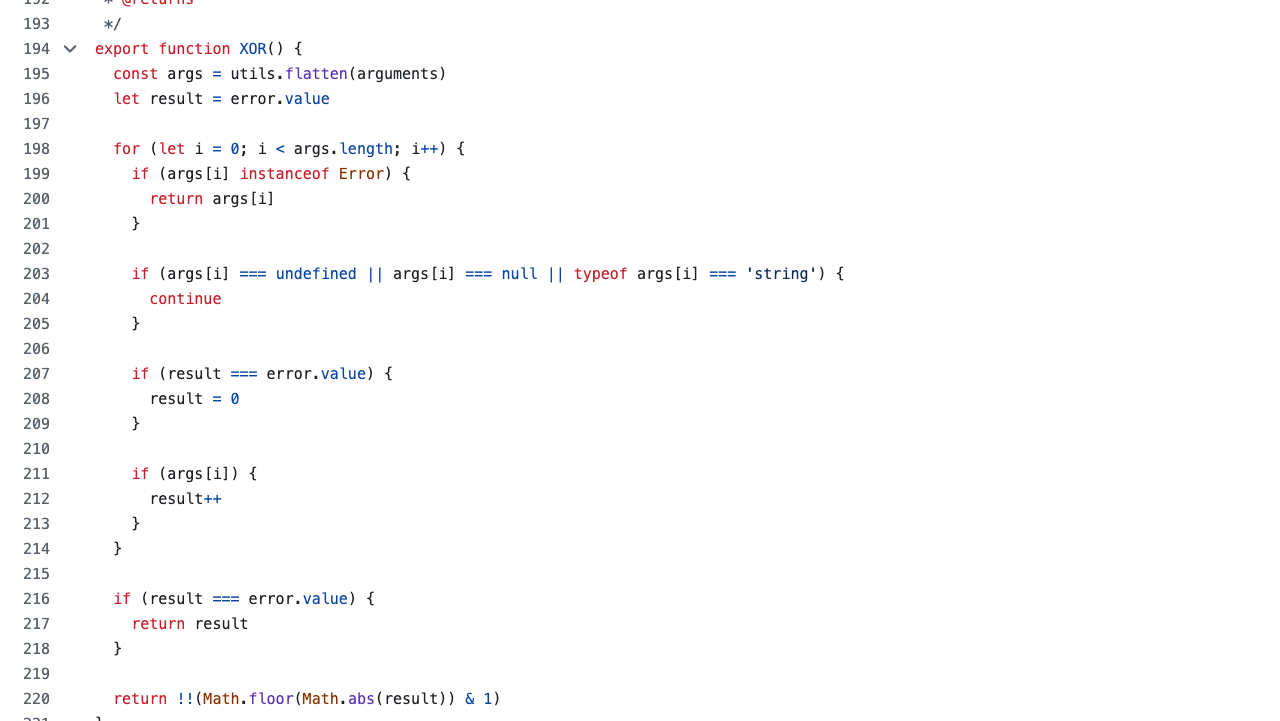 192 * @returns
193 */
194 export function XOR() {
195 const args = utils.flatten(arguments)
196 let result = error.value
197
198 for (let i = 0; i < args.length; i++) {
199 if (args[i] instanceof Error) {
200 return args[i]
201 }
202
203 if (args[i] === undefined || args[i] === null || typeof args[i] === 'string') {
204 continue
205 }
206
207 if (result === error.value) {
208 result = 0
209 }
210
211 if (args[i]) {
212 result++
213 }
214 }
215
216 if (result === error.value) {
217 return result
218 }
219
220 return !!(Math.floor(Math.abs(result)) & 1)
221 }